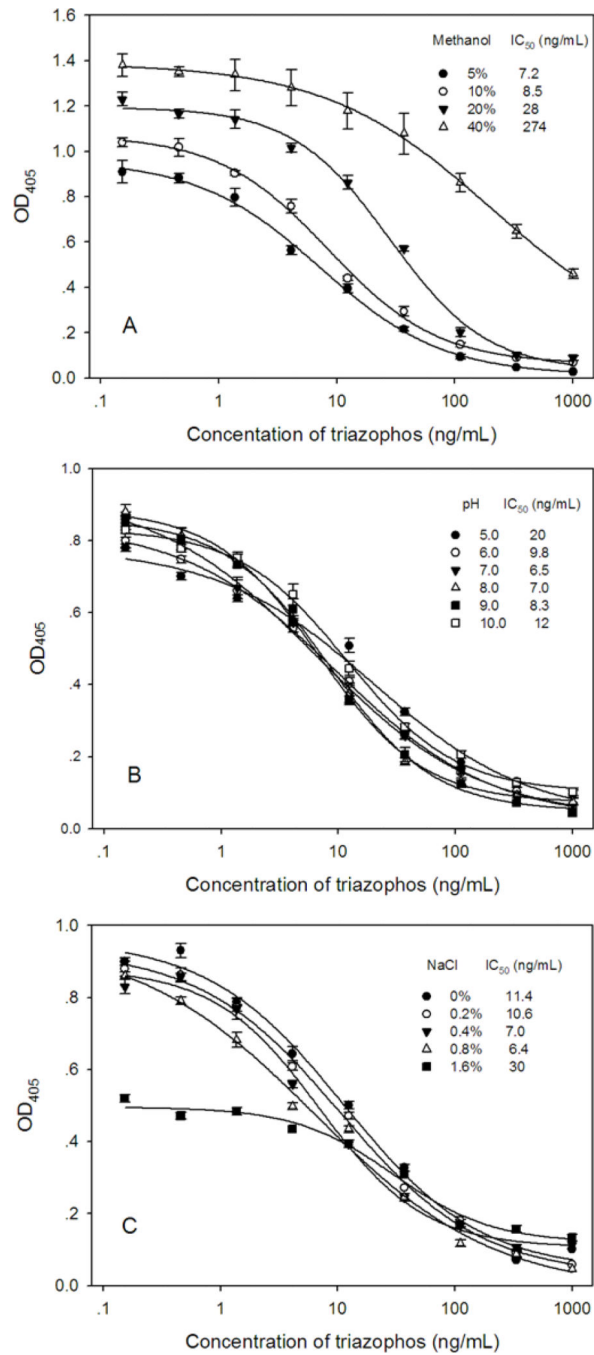 1.6
1.4
1.2
1.0
.8
.6
.4
.2
0.0
OD405
Methanol IC50 (ng/mL)
5% 7.2
10% 8.5
20% 28
40% 274
A
.1 1 10 100 1000
Concentation of triazophos (ng/mL)
1.0
.8
.6
.4
.2
0.0
OD405
pH IC50 (ng/mL)
5.0 20
6.0 9.8
7.0 6.5
8.0 7.0
9.0 8.3
10.0 12
B
.1 1 10 100 1000
Concentration of triazophos (ng/mL)
1.0
.8
.6
.4
.2
0.0
OD405
NaCl IC50 (ng/mL)
0% 11.4
0.2% 10.6
0.4% 7.0
0.8% 6.4
1.6% 30
C
.1 1 10 100 1000
Concentration of triazophos (ng/mL)